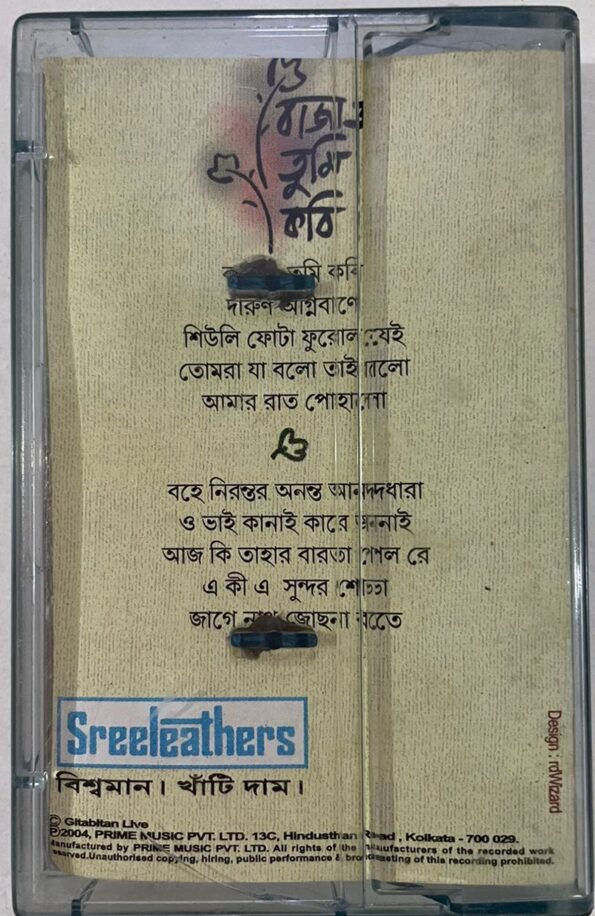 বাজা
তুমি
কবি
তুমি কবি
দারুণ অগ্নিবাণে
শিউলি ফোটা ফুরোল যেই
তোমরা যা বলো তাই বলো
আমার রাত পোহালো
বহে নিরন্তর অনন্ত আনন্দধারা
ও ভাই কানাই কারে জানাই
আজ কি তাহার বারতা পেল রে
এ কী এ সুন্দর শোভা
জাগে নাথ জোছনা রাতে
Sreeleathers
বিশ্বমান। খাঁটি দাম।
Design : rdWizard
© Gitabitan Live
℗2004, PRIME MUSIC PVT. LTD. 13C, Hindusthan Road , Kolkata - 700 029.
Manufactured by PRIME MUSIC PVT. LTD. All rights of the manufacturers of the recorded work
reserved.Unauthorised copying, hiring, public performance & broadcasting of this recording prohibited.